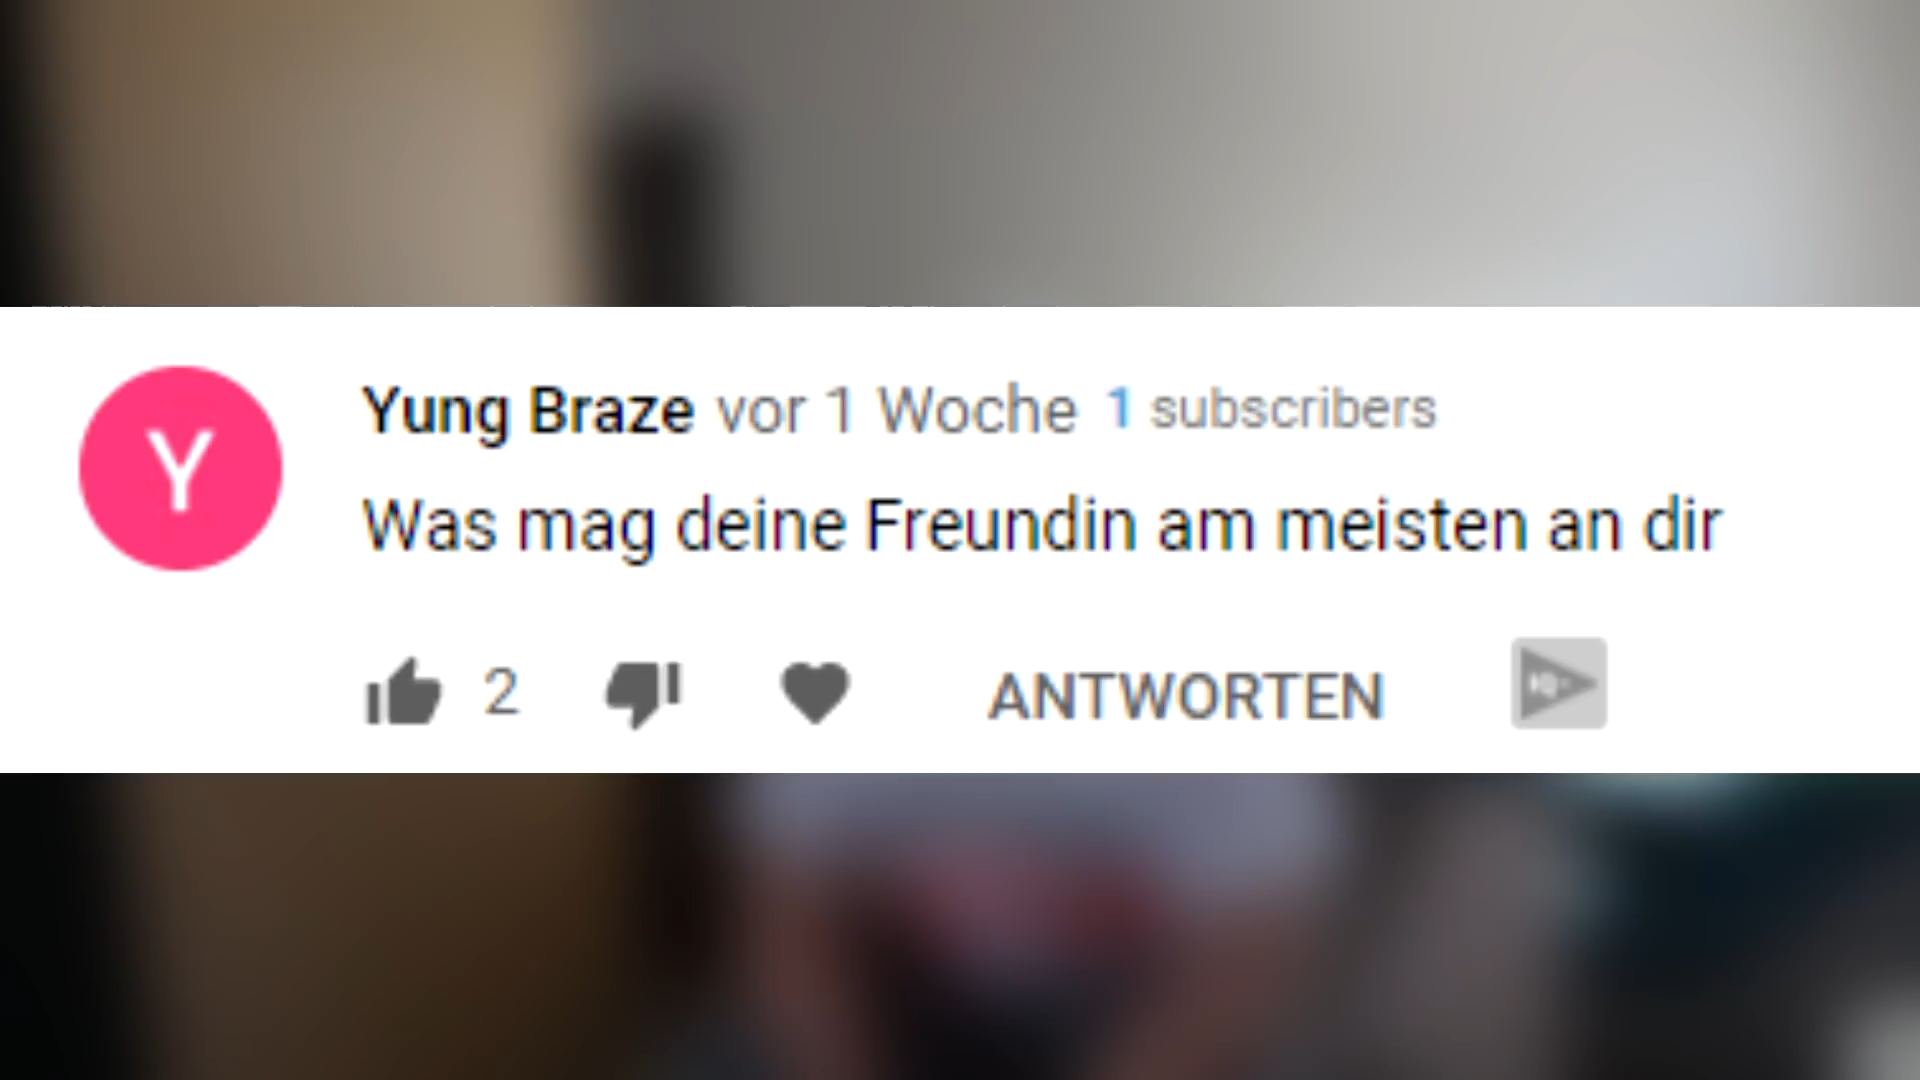 Y
Yung Braze vor 1 Woche 1 subscribers
Was mag deine Freundin am meisten an dir
2 ANTWORTEN